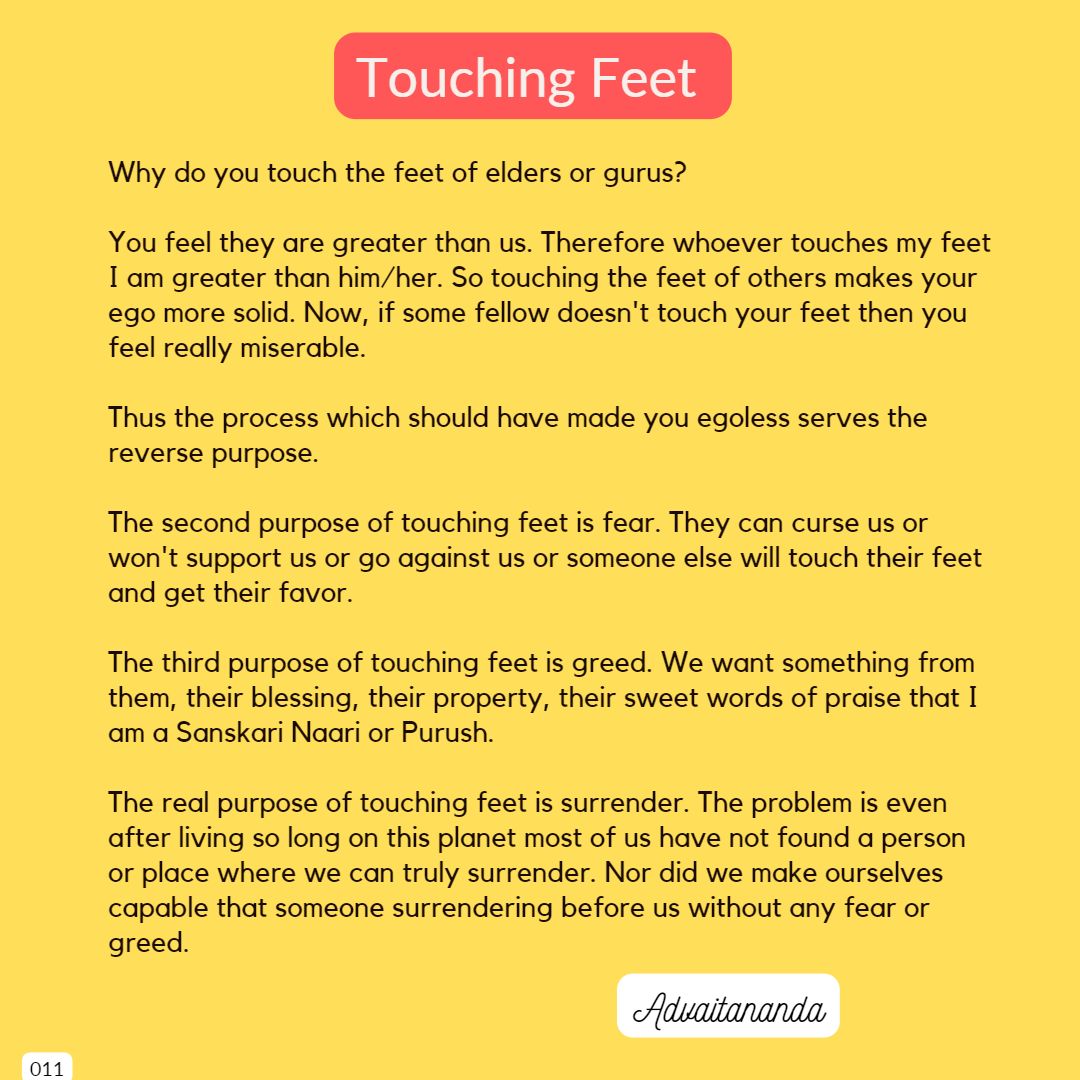 Touching Feet
Why do you touch the feet of elders or gurus?
You feel they are greater than us. Therefore whoever touches my feet
I am greater than him/her. So touching the feet of others makes your
ego more solid. Now, if some fellow doesn't touch your feet then you
feel really miserable.
Thus the process which should have made you egoless serves the
reverse purpose.
The second purpose of touching feet is fear. They can curse us or
won't support us or go against us or someone else will touch their feet
and get their favor.
The third purpose of touching feet is greed. We want something from
them, their blessing, their property, their sweet words of praise that I
am a Sanskari Naari or Purush.
The real purpose of touching feet is surrender. The problem is even
after living so long on this planet most of us have not found a person
or place where we can truly surrender. Nor did we make ourselves
capable that someone surrendering before us without any fear or
greed.
Advaitananda
011